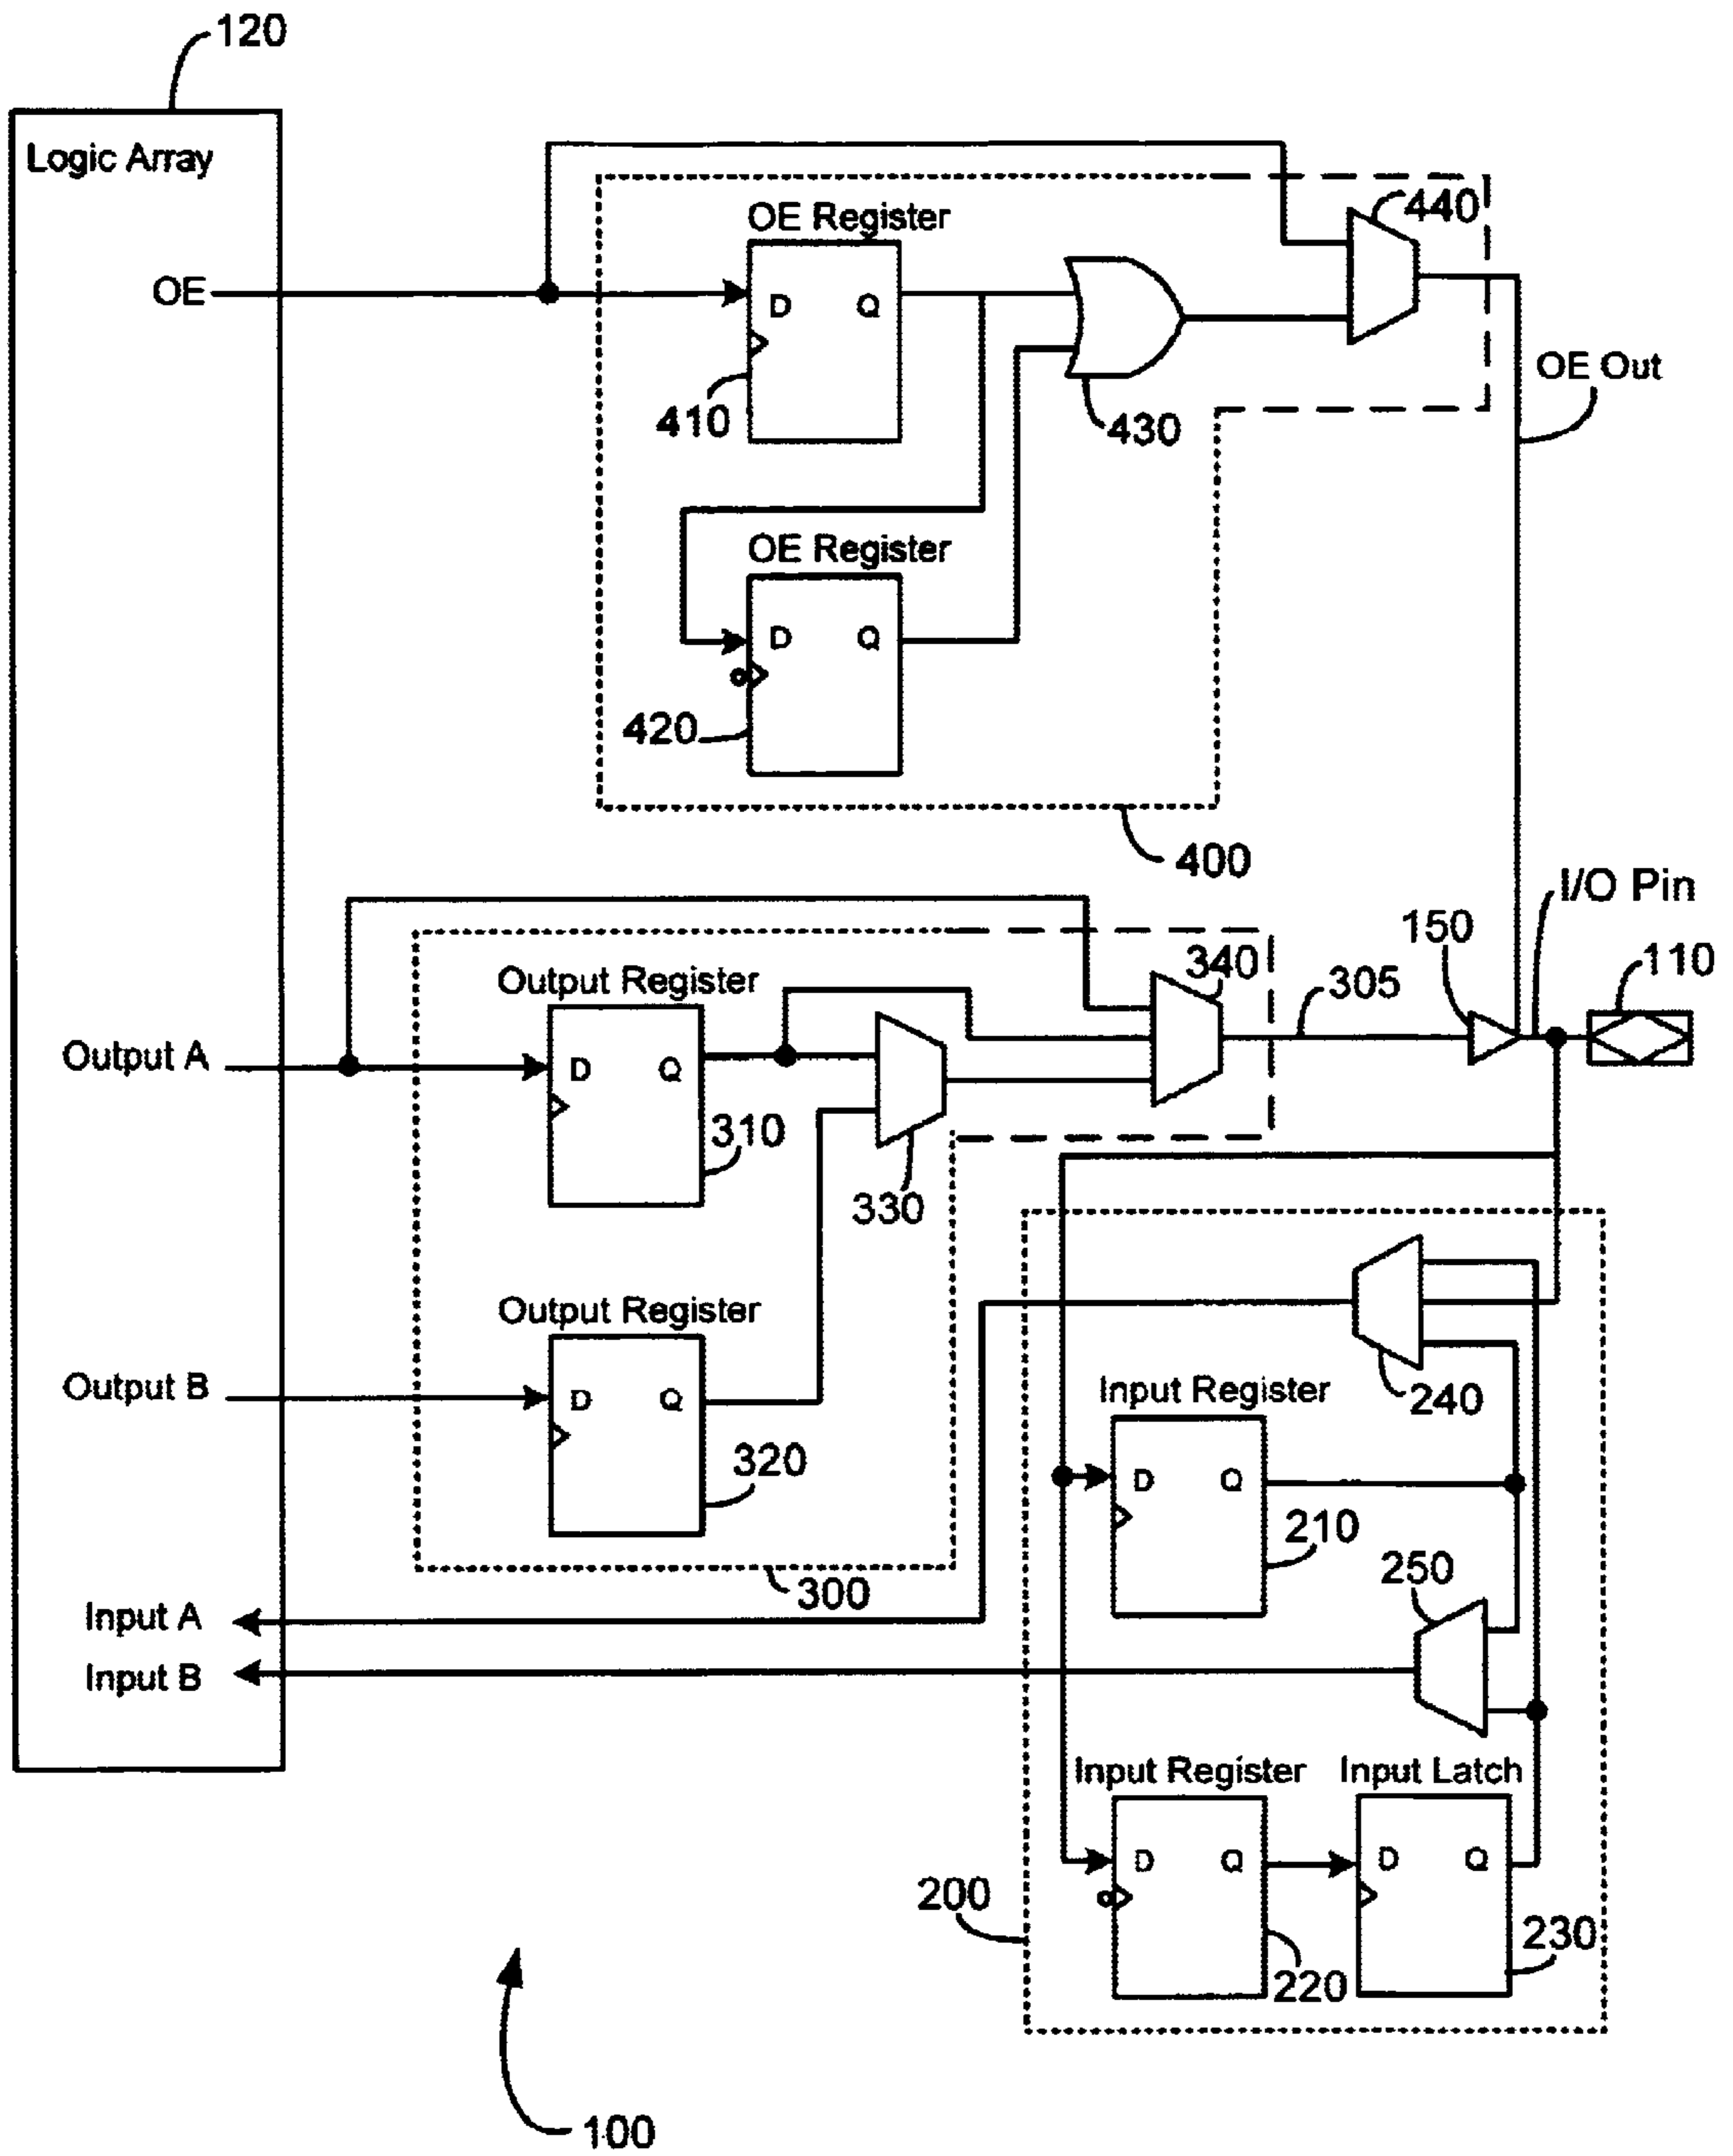 120
Logic Array
OE Register
440
OE
D Q
410
430
OE Out
OE Register
D Q
420
400
I/O Pin
150
110
Output Register
340
305
Output A
D Q
310
330
Output Register
240
Input Register
Output B
D Q
320
D Q
210
250
300
Input A
Input B
Input Register
Input Latch
D Q
D Q
200
230
220
100